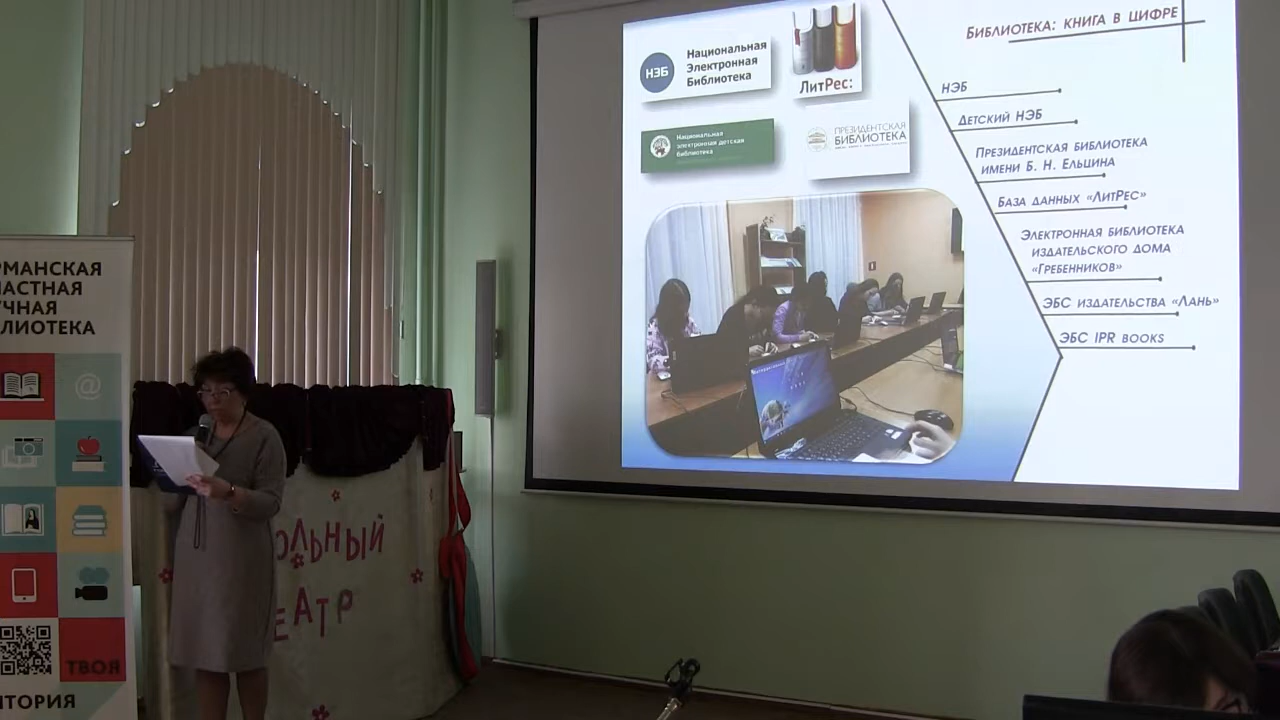 РМАНСКАЯ
ЛАСТНАЯ
УЧНАЯ
БЛИОТЕКА
ТВОЯ
ИТОРИЯ
ОЛЬНЫЙ
ЕАТР
НЭБ
Национальная
Электронная
Библиотека
ЛитРес:
Национальная
электронная детская
библиотека
ПРЕЗИДЕНТСКАЯ
БИБЛИОТЕКА
Библиотека: книга в цифре
НЭБ
Детский НЭБ
Президентская библиотека
имени Б. Н. Ельцина
База данных «ЛитРес»
Электронная библиотека
издательского дома
«Гребенников»
ЭБС издательства «Лань»
ЭБС IPR books